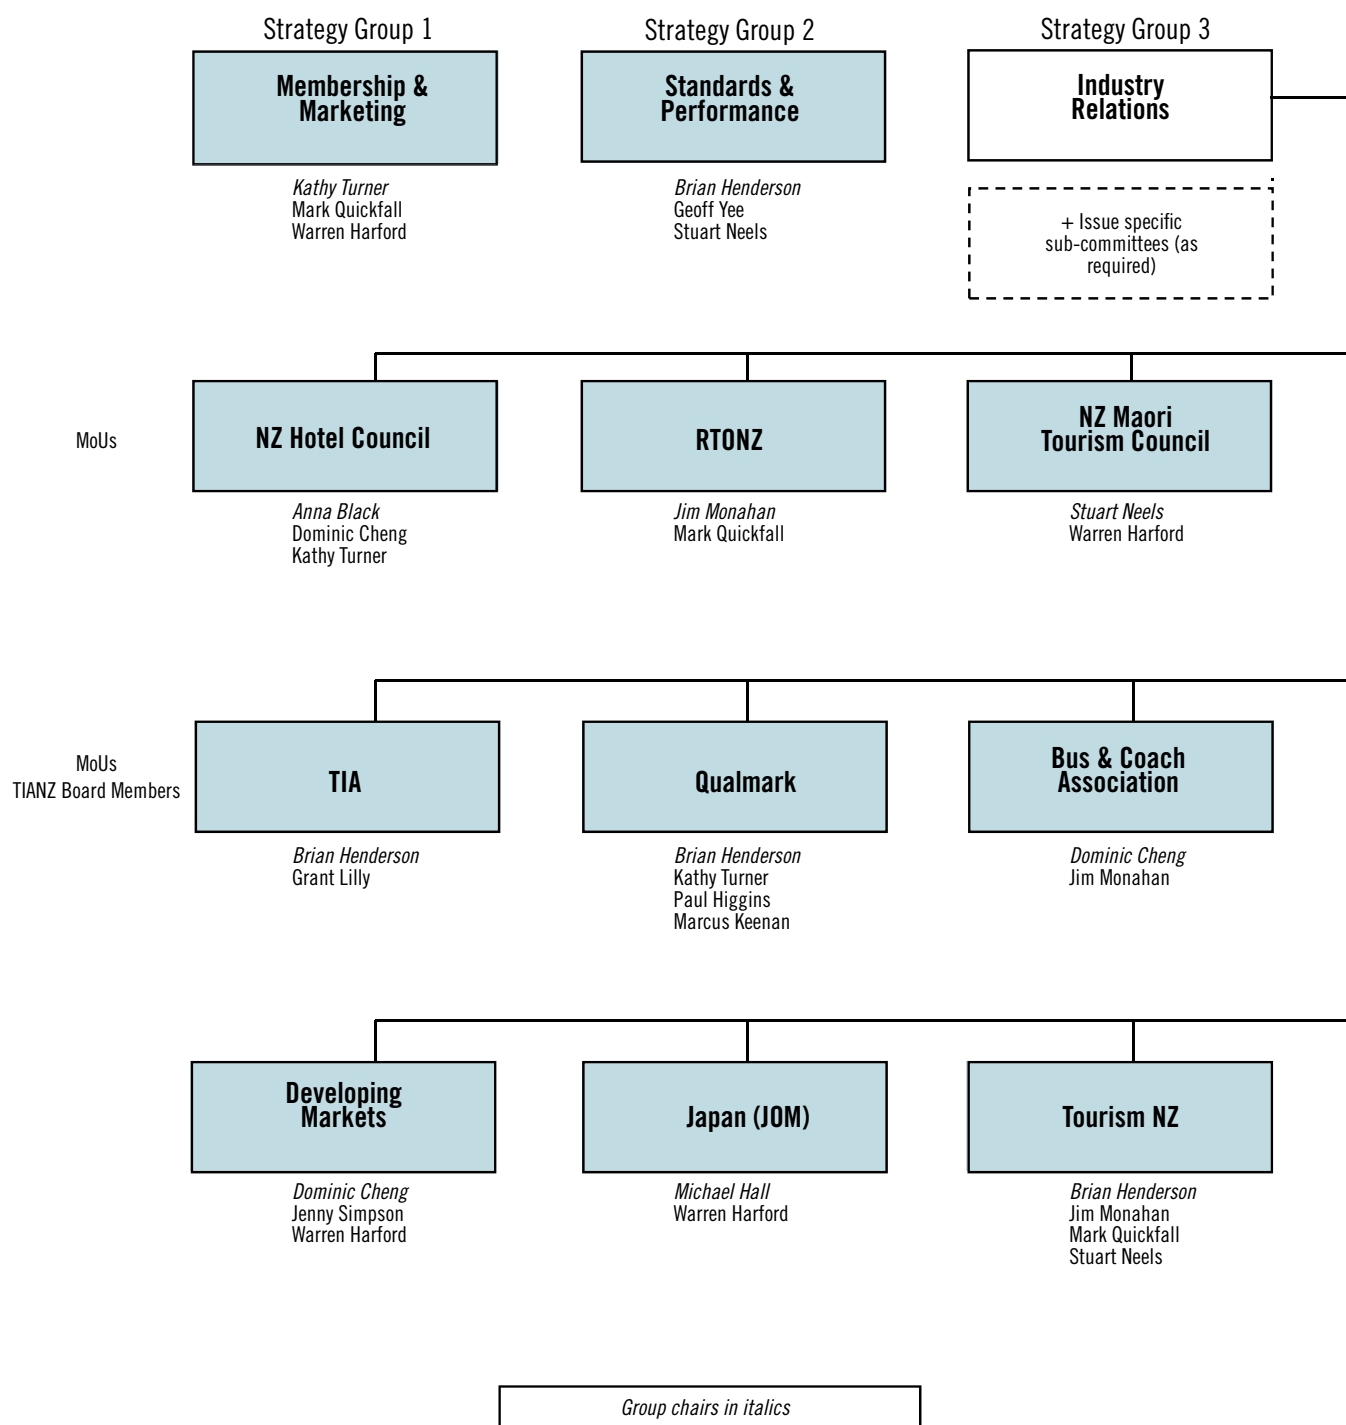 Strategy Group 1
Strategy Group 2
Strategy Group 3
Membership &
Marketing
Standards &
Performance
Industry
Relations
Kathy Turner
Mark Quickfall
Warren Harford
Brian Henderson
Geoff Yee
Stuart Neels
+ Issue specific
sub-committees (as
required)
MoUs
NZ Hotel Council
RTONZ
NZ Maori
Tourism Council
Anna Black
Dominic Cheng
Kathy Turner
Jim Monahan
Mark Quickfall
Stuart Neels
Warren Harford
MoUs
TIANZ Board Members
TIA
Qualmark
Bus & Coach
Association
Brian Henderson
Grant Lilly
Brian Henderson
Kathy Turner
Paul Higgins
Marcus Keenan
Dominic Cheng
Jim Monahan
Developing
Markets
Japan (JOM)
Tourism NZ
Dominic Cheng
Jenny Simpson
Warren Harford
Michael Hall
Warren Harford
Brian Henderson
Jim Monahan
Mark Quickfall
Stuart Neels
Group chairs in italics